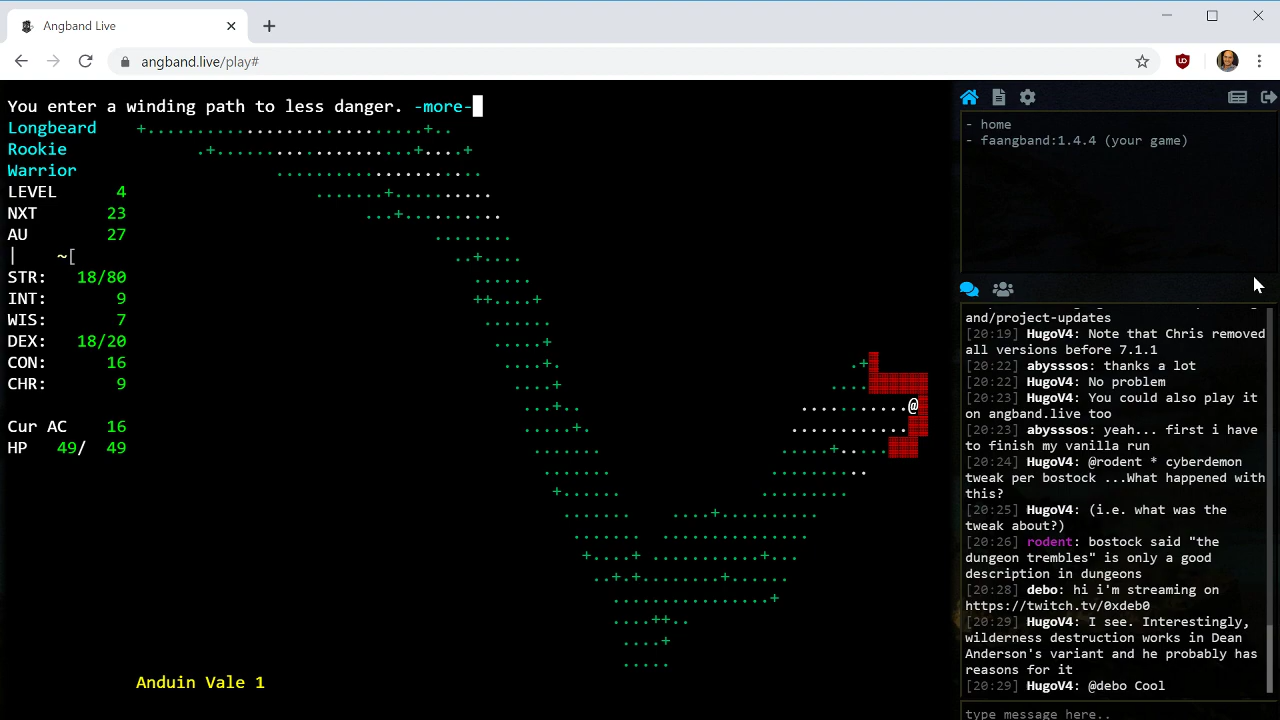 Angband Live
angband.live/play#
You enter a winding path to less danger. -more-
Longbeard
Rookie
Warrior
LEVEL 4
NXT 23
AU 27
| ~[
STR: 18/80
INT: 9
WIS: 7
DEX: 18/20
CON: 16
CHR: 9
Cur AC 16
HP 49/ 49
@
Anduin Vale 1
- home
- faangband:1.4.4 (your game)
and/project-updates
[20:19] HugoV4: Note that Chris removed
all versions before 7.1.1
[20:22] abysssos: thanks a lot
[20:22] HugoV4: No problem
[20:23] HugoV4: You could also play it
on angband.live too
[20:23] abysssos: yeah... first i have
to finish my vanilla run
[20:24] HugoV4: @rodent * cyberdemon
tweak per bostock ...What happened with
this?
[20:25] HugoV4: (i.e. what was the
tweak about?)
[20:26] rodent: bostock said "the
dungeon trembles" is only a good
description in dungeons
[20:28] debo: hi i'm streaming on
https://twitch.tv/0xdeb0
[20:29] HugoV4: I see. Interestingly,
wilderness destruction works in Dean
Anderson's variant and he probably has
reasons for it
[20:29] HugoV4: @debo Cool
type message here..